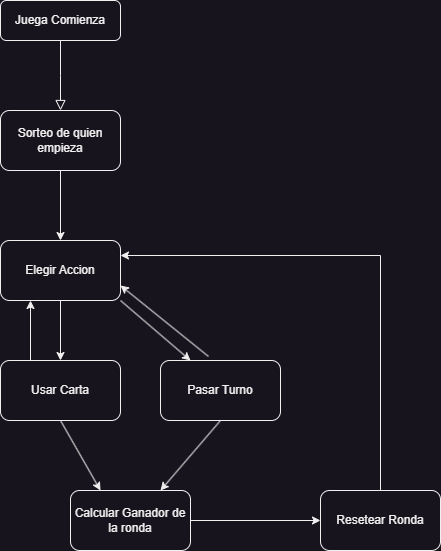 Juega Comienza
Sorteo de quien
empieza
Elegir Accion
Usar Carta
Pasar Turno
Calcular Ganador de
la ronda
Resetear Ronda